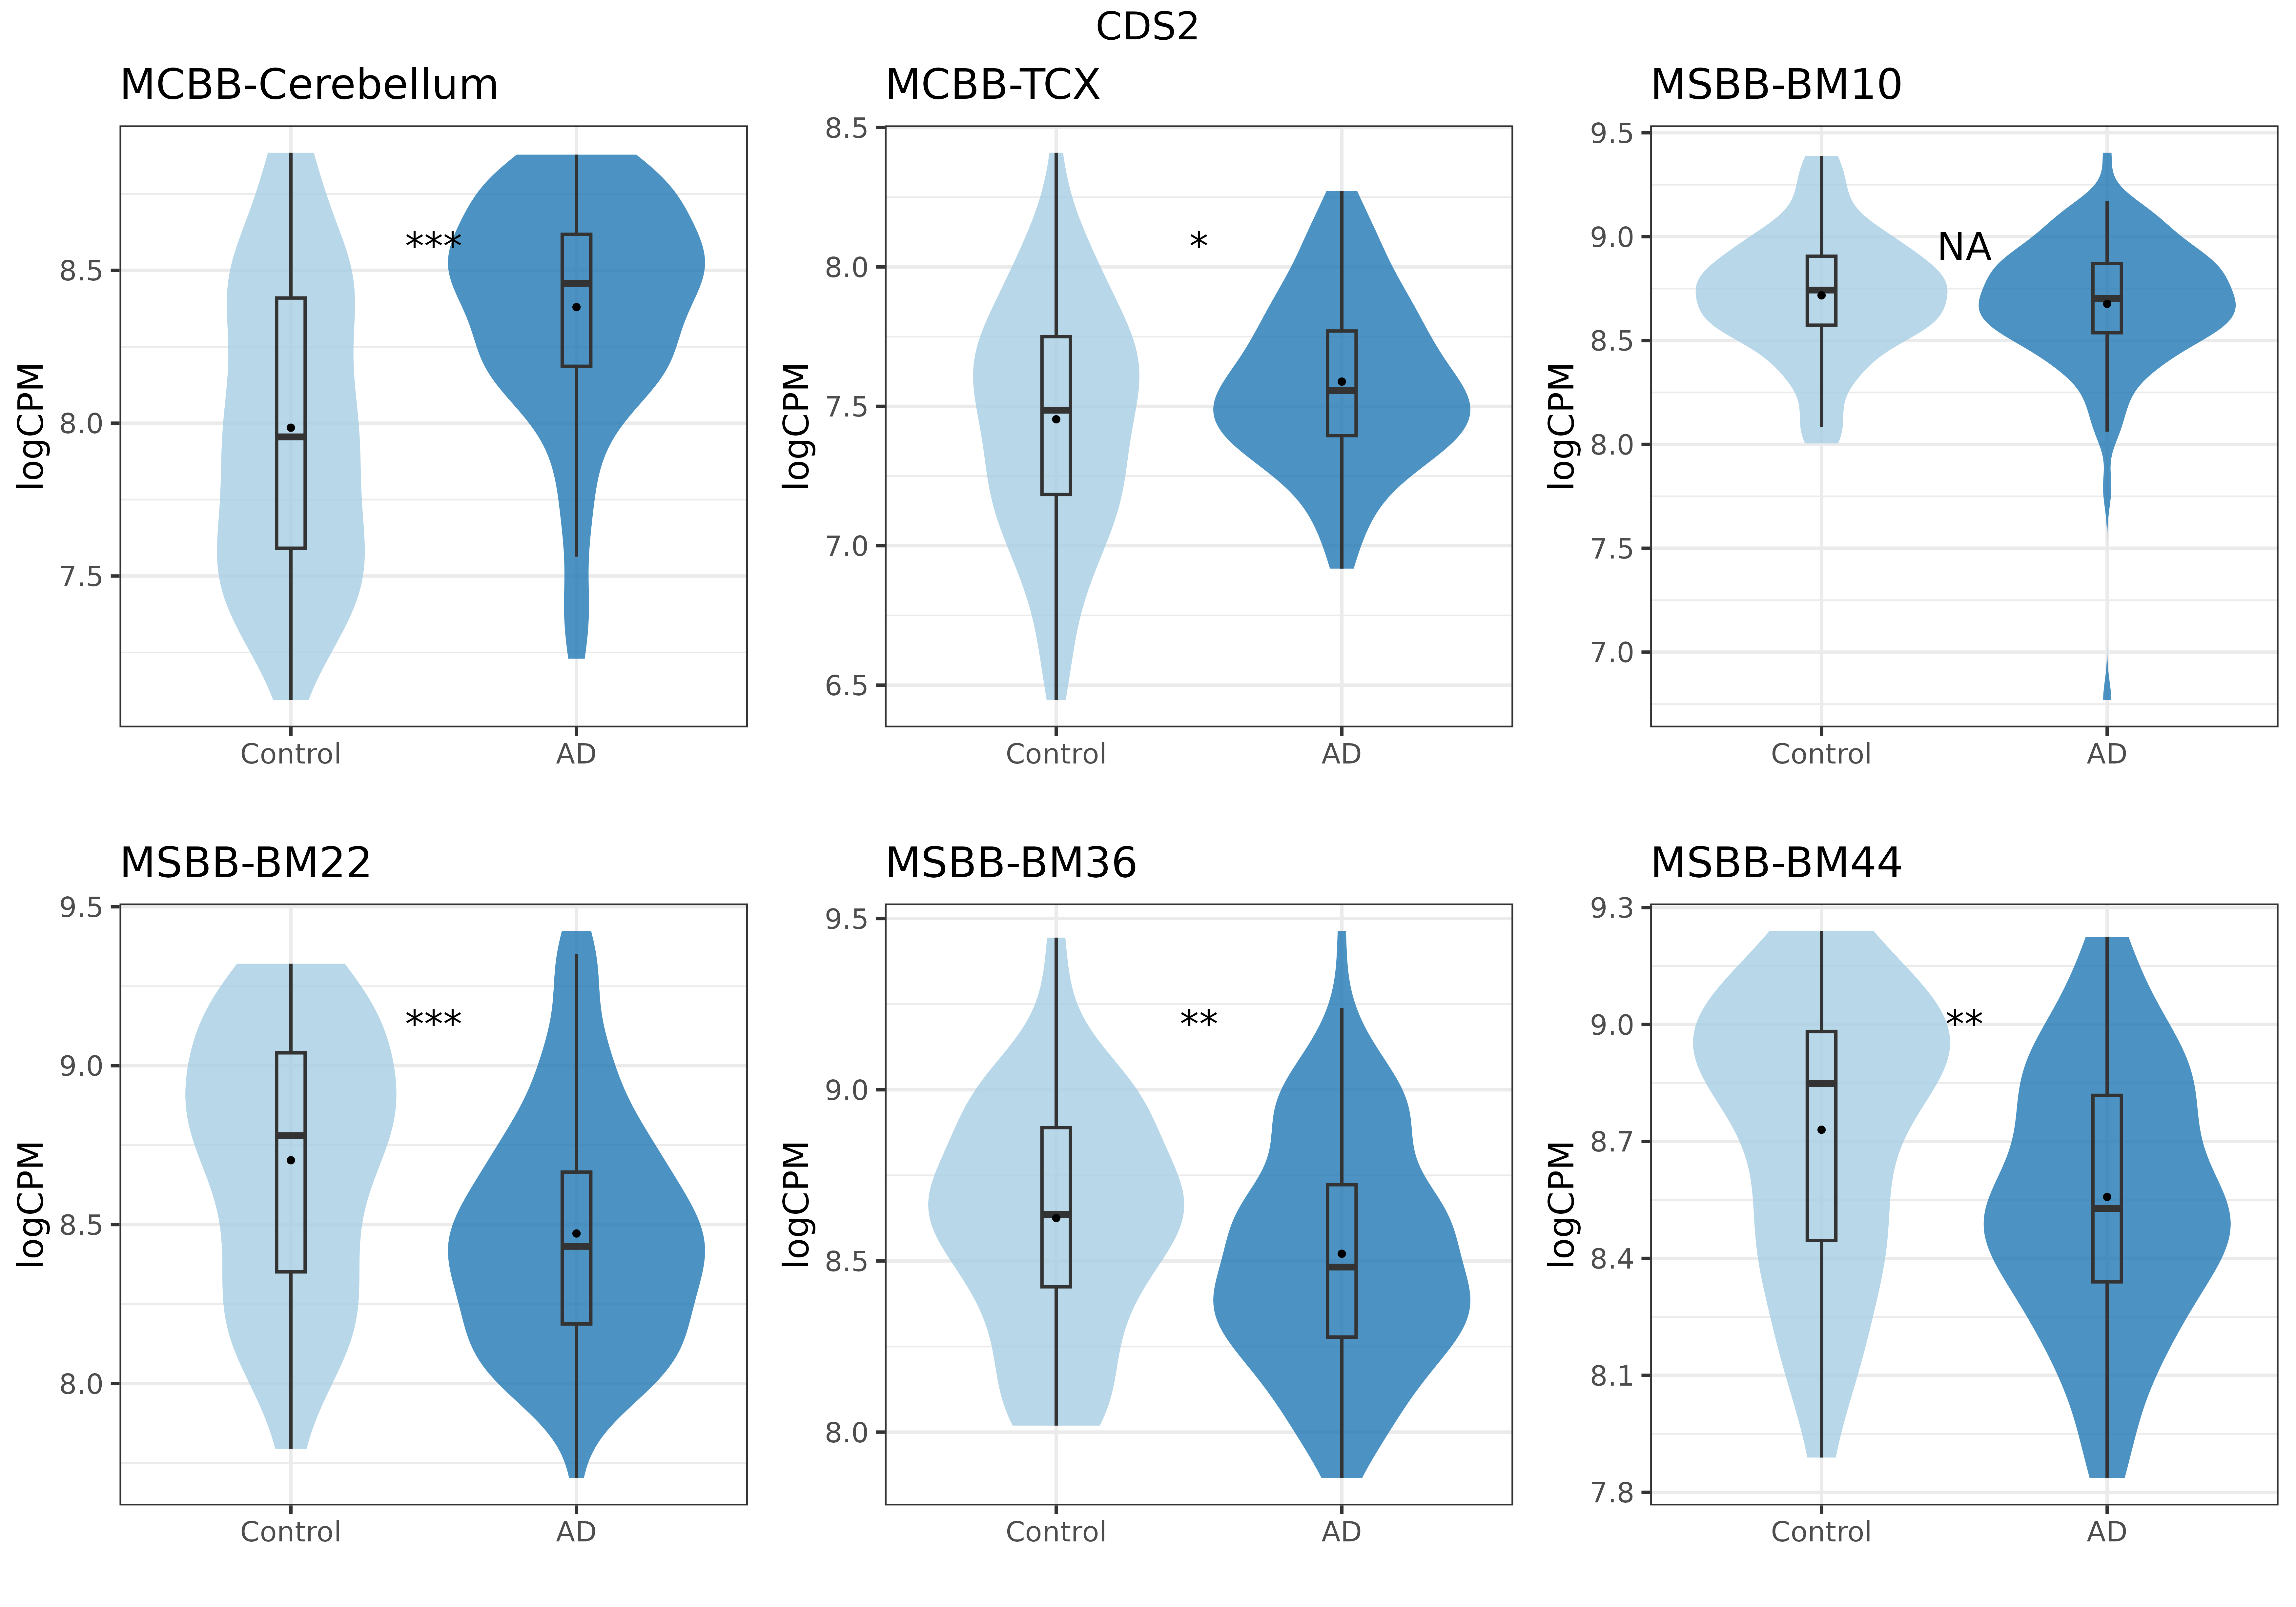 CDS2
MCBB-Cerebellum
logCPM
8.5
8.0
7.5
***
Control AD
MCBB-TCX
logCPM
8.5
8.0
7.5
7.0
6.5
*
Control AD
MSBB-BM10
logCPM
9.5
9.0
8.5
8.0
7.5
7.0
NA
Control AD
MSBB-BM22
logCPM
9.5
9.0
8.5
8.0
***
Control AD
MSBB-BM36
logCPM
9.5
9.0
8.5
8.0
**
Control AD
MSBB-BM44
logCPM
9.3
9.0
8.7
8.4
8.1
7.8
**
Control AD